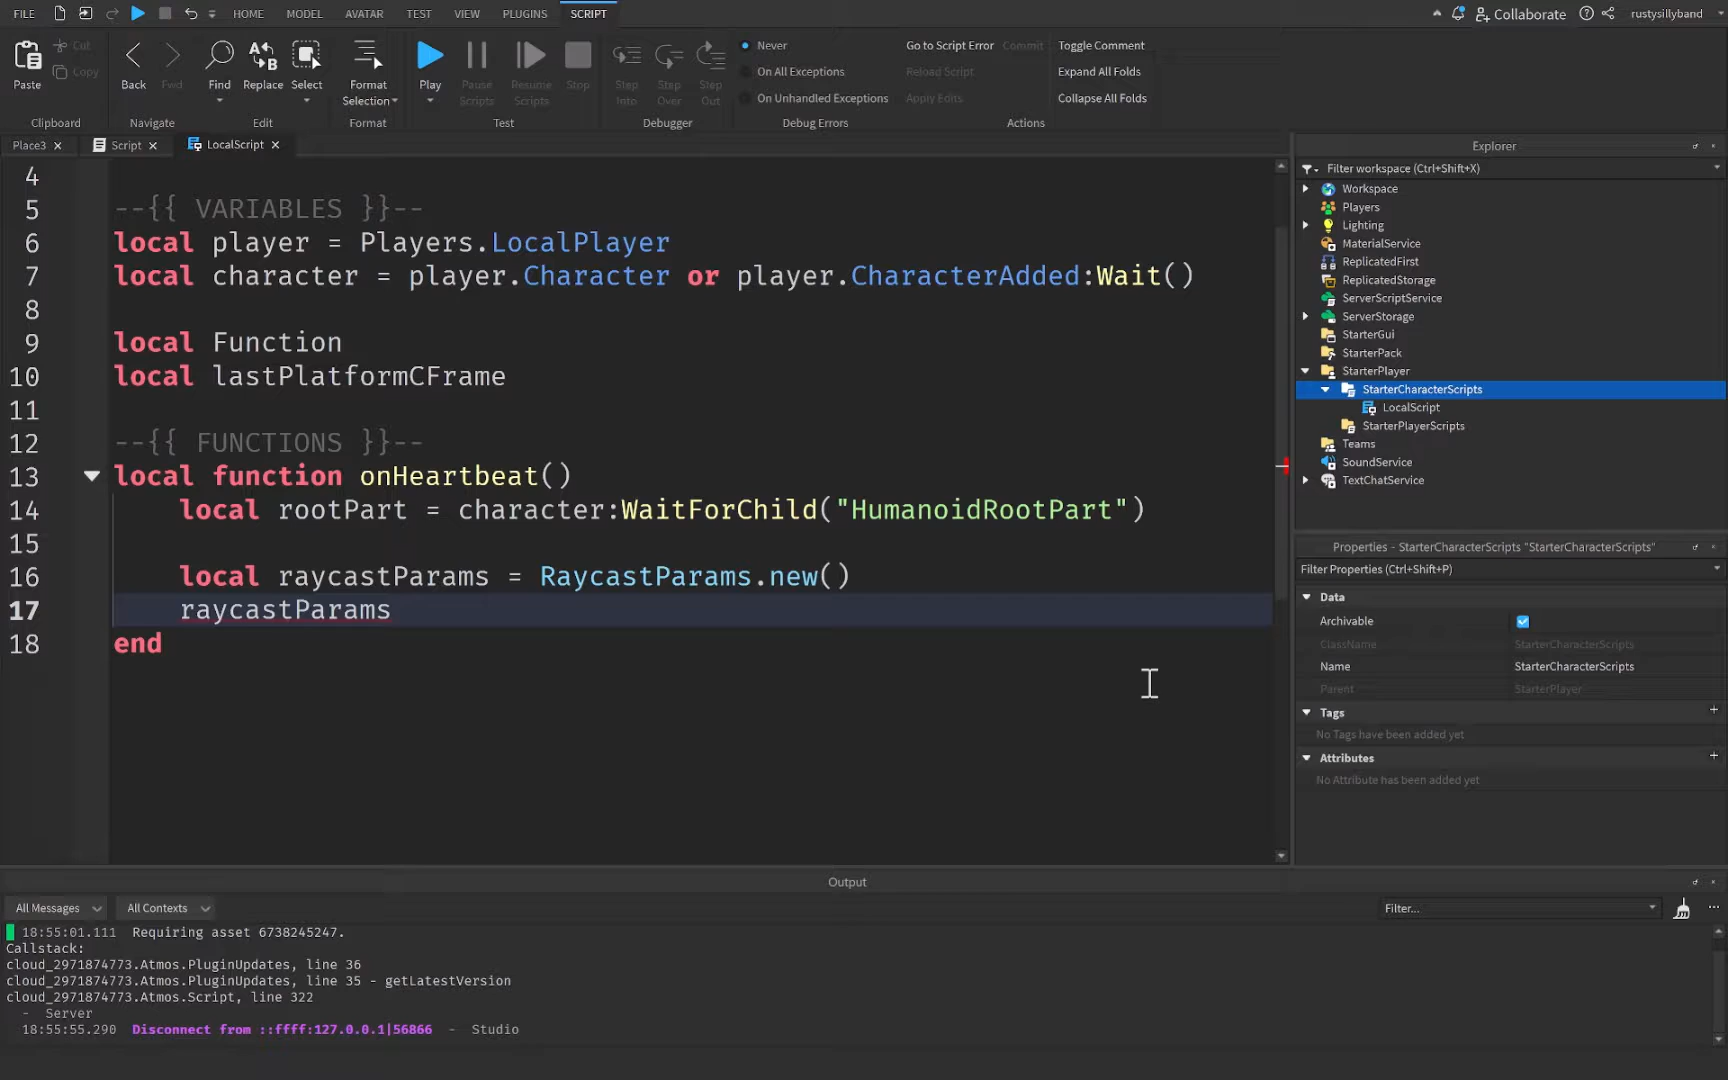 FILE HOME MODEL AVATAR TEST VIEW PLUGINS SCRIPT Collaborate rustysillyband
Paste Cut Copy Back Fwd Find Replace Select Format Selection Play Pause Scripts Resume Scripts Stop Step Into Step Over Step Out
Never Go to Script Error Commit Toggle Comment
On All Exceptions Reload Script Expand All Folds
On Unhandled Exceptions Apply Edits Collapse All Folds
Clipboard Navigate Edit Format Test Debugger Debug Errors Actions
Place3 Script LocalScript
4
5 --{{ VARIABLES }}--
6 local player = Players.LocalPlayer
7 local character = player.Character or player.CharacterAdded:Wait()
8
9 local Function
10 local lastPlatformCFrame
11
12 --{{ FUNCTIONS }}--
13 local function onHeartbeat()
14 local rootPart = character:WaitForChild("HumanoidRootPart")
15
16 local raycastParams = RaycastParams.new()
17 raycastParams
18 end
Explorer
Filter workspace (Ctrl+Shift+X)
Workspace
Players
Lighting
MaterialService
ReplicatedFirst
ReplicatedStorage
ServerScriptService
ServerStorage
StarterGui
StarterPack
StarterPlayer
StarterCharacterScripts
LocalScript
StarterPlayerScripts
Teams
SoundService
TextChatService
Properties - StarterCharacterScripts "StarterCharacterScripts"
Filter Properties (Ctrl+Shift+P)
Data
Archivable
ClassName StarterCharacterScripts
Name StarterCharacterScripts
Parent StarterPlayer
Tags
No Tags have been added yet
Attributes
No Attribute has been added yet
Output
All Messages All Contexts Filter...
18:55:01.111 Requiring asset 6738245247.
Callstack:
cloud_2971874773.Atmos.PluginUpdates, line 36
cloud_2971874773.Atmos.PluginUpdates, line 35 - getLatestVersion
cloud_2971874773.Atmos.Script, line 322
- Server
18:55:55.290 Disconnect from ::ffff:127.0.0.1|56866 - Studio